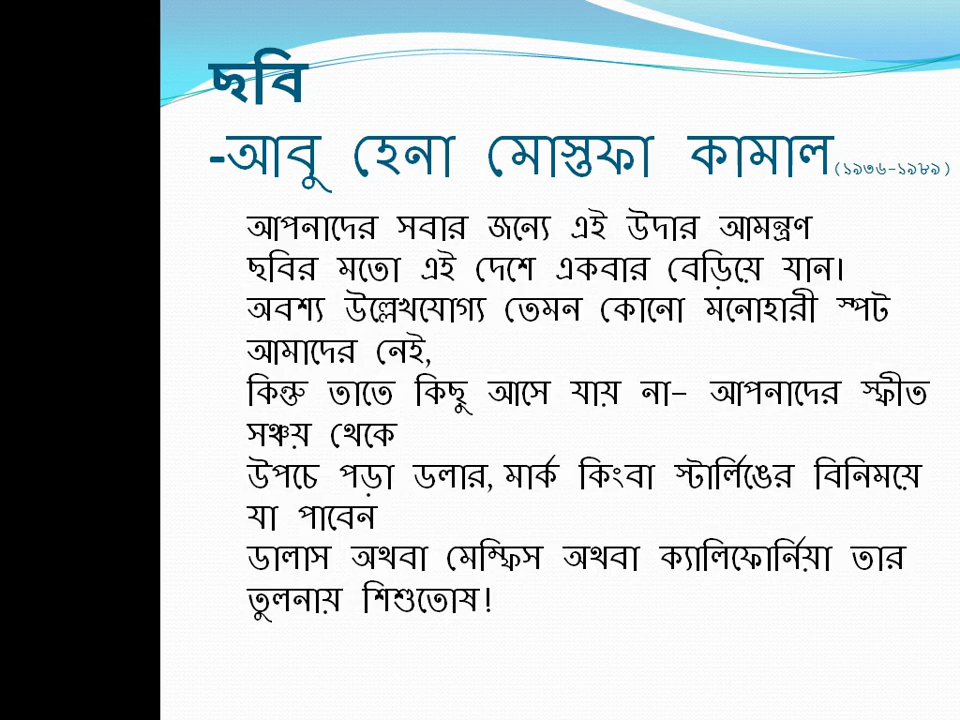 ছবি
-আবু হেনা মোস্তফা কামাল(১৯৩৬-১৯৮৯)
আপনাদের সবার জন্যে এই উদার আমন্ত্রণ
ছবির মতো এই দেশে একবার বেড়িয়ে যান।
অবশ্য উল্লেখযোগ্য তেমন কোনো মনোহারী স্পট
আমাদের নেই,
কিন্তু তাতে কিছু আসে যায় না– আপনাদের স্ফীত
সঞ্চয় থেকে
উপচে পড়া ডলার, মার্ক কিংবা স্টার্লিঙের বিনিময়ে
যা পাবেন
ডালাস অথবা মেম্ফিস অথবা ক্যালিফোর্নিয়া তার
তুলনায় শিশুতোষ!